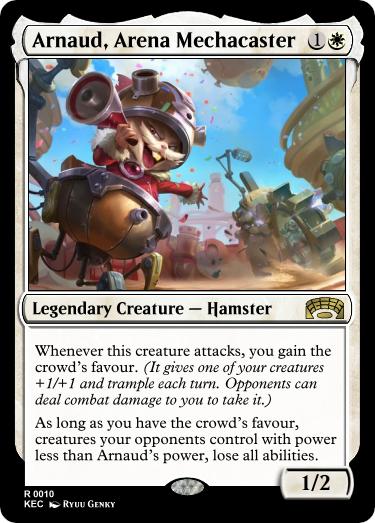 Arnaud, Arena Mechacaster 1
Legendary Creature — Hamster
Whenever this creature attacks, you gain the
crowd's favour. (It gives one of your creatures
+1/+1 and trample each turn. Opponents can
deal combat damage to you to take it.)
As long as you have the crowd's favour,
creatures your opponents control with power
less than Arnaud's power, lose all abilities.
1/2
R 0010
KEC Ryuu Genky